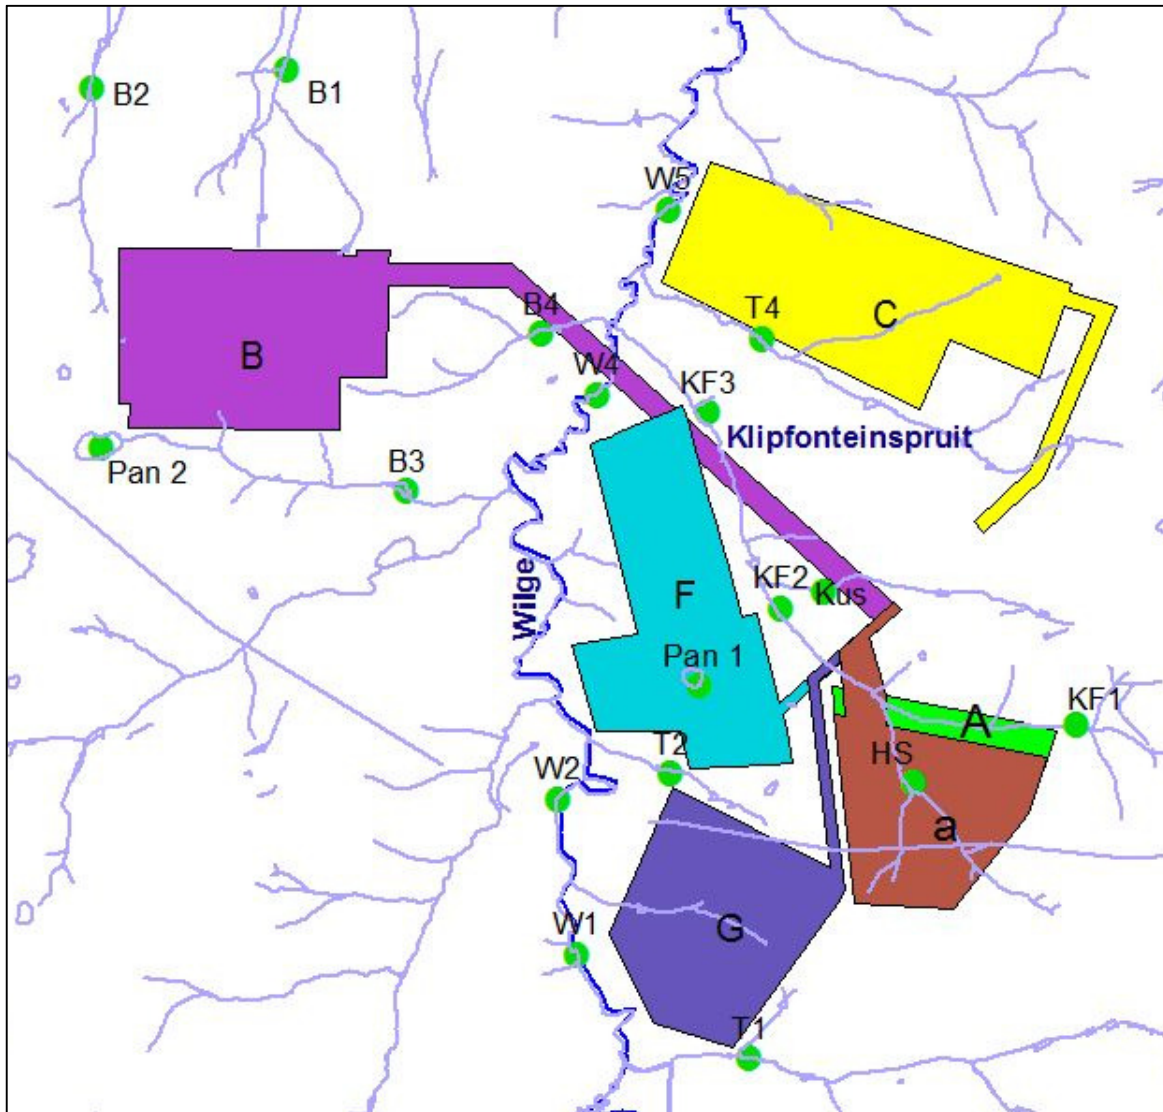 B2
B1
W5
T4
C
B4
B
W4
KF3
Klipfonteinspruit
Pan 2
B3
Wilge
F
KF2
Kus
Pan 1
A
KF1
HS
T2
W2
a
W1
G
T1